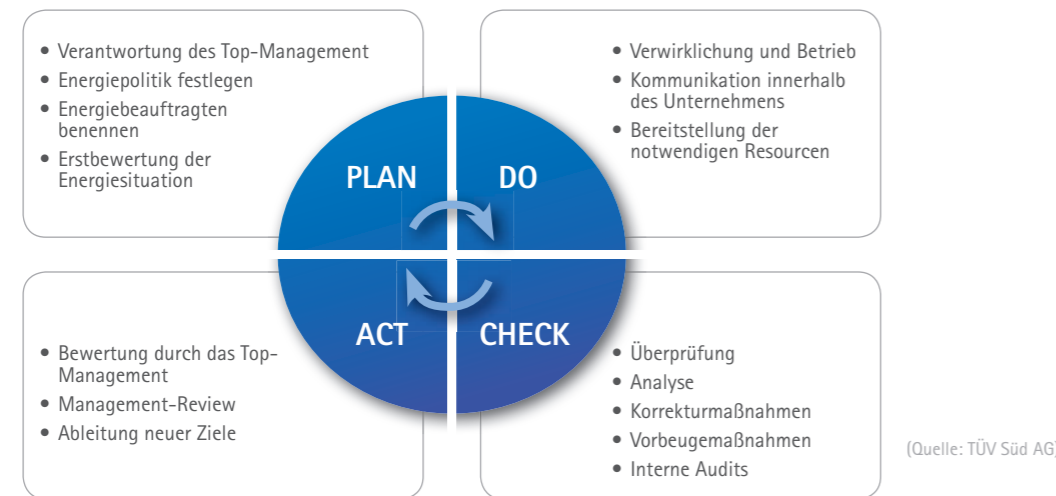 • Verantwortung des Top-Management
• Energiepolitik festlegen
• Energiebeauftragten
benennen
• Erstbewertung der
Energiesituation
• Verwirklichung und Betrieb
• Kommunikation innerhalb
des Unternehmens
• Bereitstellung der
notwendigen Resourcen
PLAN
DO
ACT
CHECK
• Bewertung durch das Top-
Management
• Management-Review
• Ableitung neuer Ziele
• Überprüfung
• Analyse
• Korrekturmaßnahmen
• Vorbeugemaßnahmen
• Interne Audits
(Quelle: TÜV Süd AG)